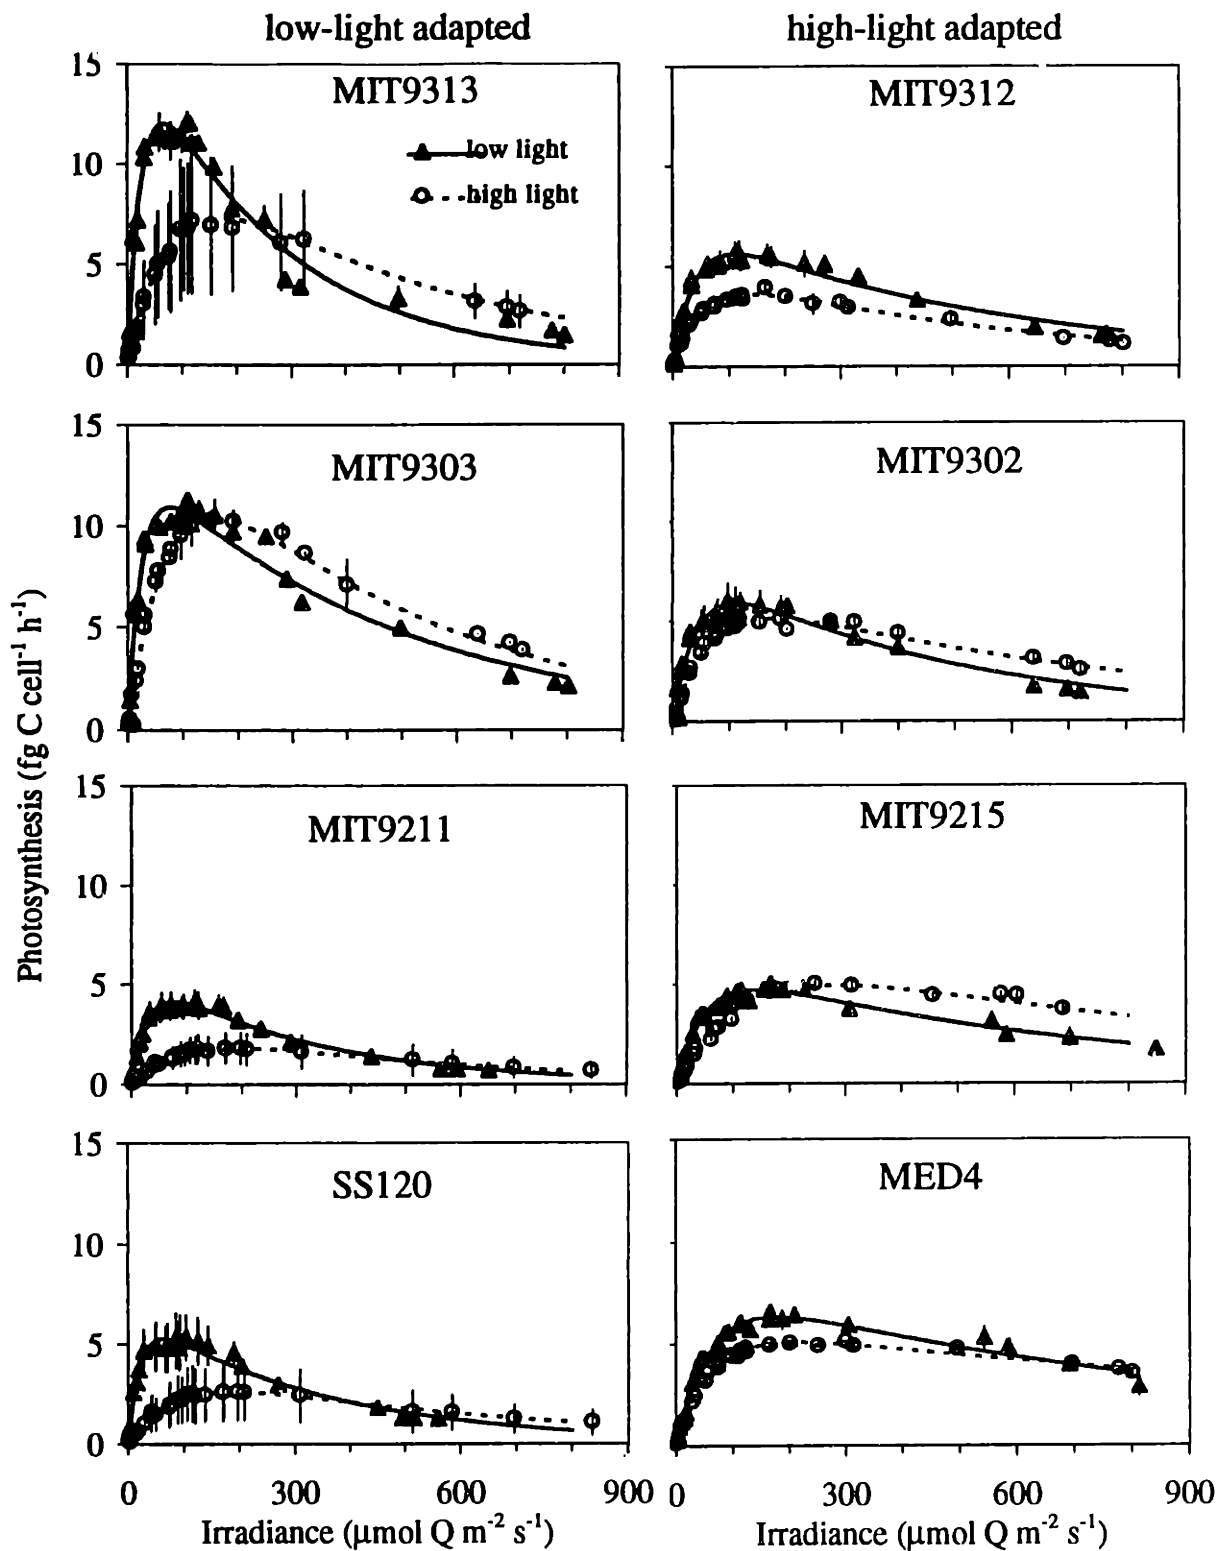 low-light adapted
high-light adapted
MIT9313
MIT9312
low light
high light
15
10
5
0
MIT9303
MIT9302
15
10
5
0
Photosynthesis (fg C cell⁻¹ h⁻¹)
MIT9211
MIT9215
15
10
5
0
SS120
MED4
15
10
5
0
0 300 600 900
0 300 600 900
Irradiance (μmol Q m⁻² s⁻¹)
Irradiance (μmol Q m⁻² s⁻¹)